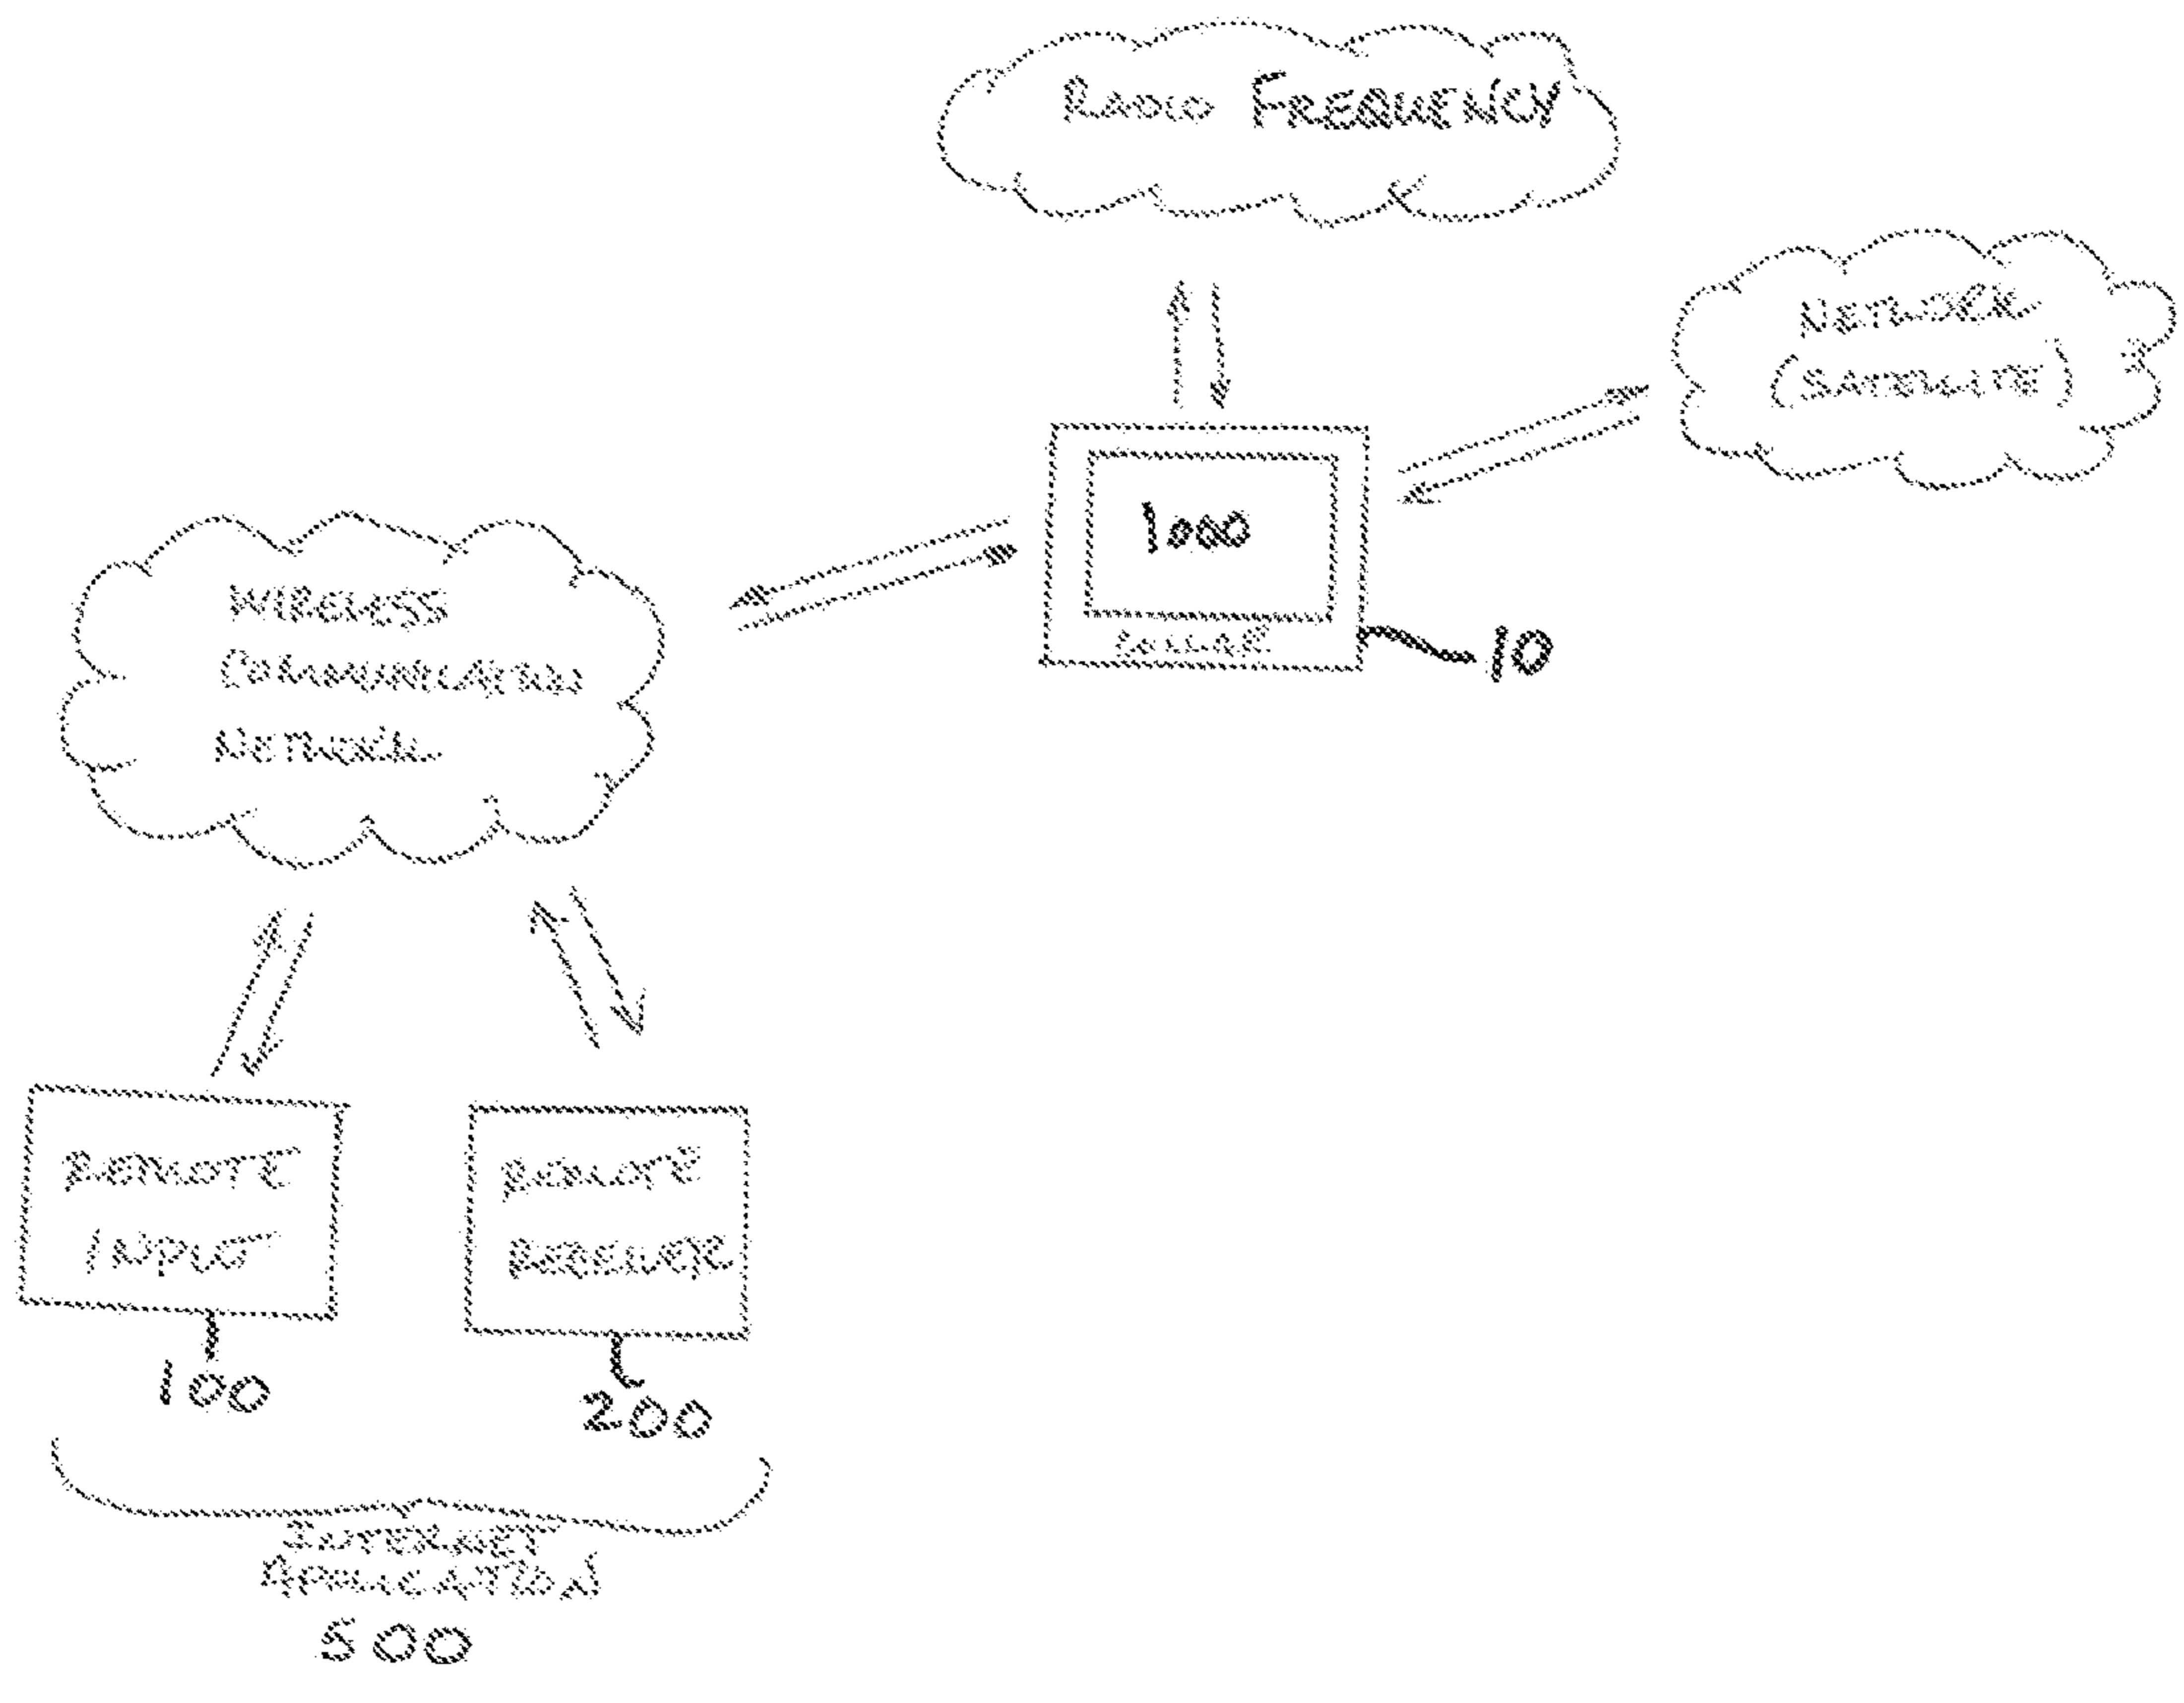 RADIO FREQUENCY
NETWORK
(SATELLITE)
1000
10
WIRELESS
COMMUNICATION
NETWORK
REMOTE
INPUT
REMOTE
RECEIVER
100
200
INTERNET
APPLICATION
500